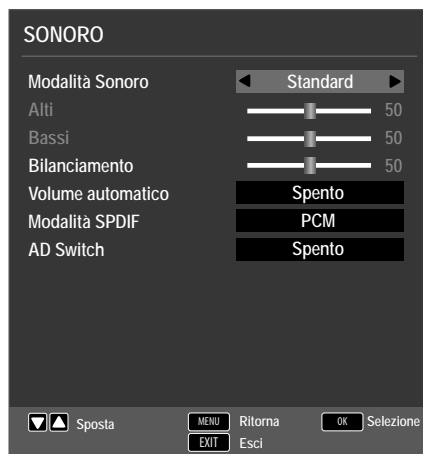 SONORO
Modalità Sonoro Standard
Alti 50
Bassi 50
Bilanciamento 50
Volume automatico Spento
Modalità SPDIF PCM
AD Switch Spento
Sposta MENU Ritorna OK Selezione
EXIT Esci